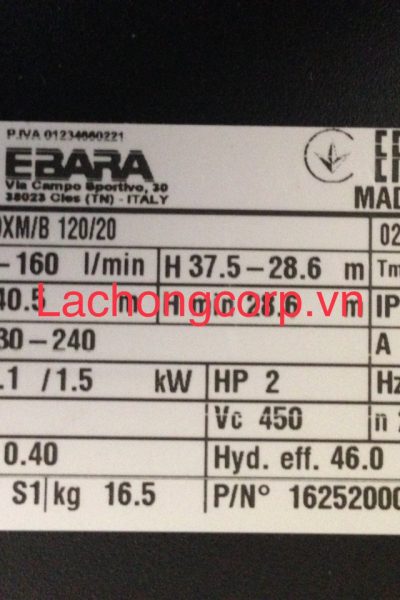 P.IVA 01234660221
EBARA
Via Campo Sportivo, 30
38023 Cles (TN) - ITALY
MAD
XM/B 120/20 02
-160 l/min H 37.5-28.6 m Tm
40.5 m H min 28.6 m IP
Lachongcorp.vn
30-240 A
.1 /1.5 kW HP 2 Hz
Vc 450 n
0.40 Hyd. eff. 46.0
S1 kg 16.5 P/N° 16252000